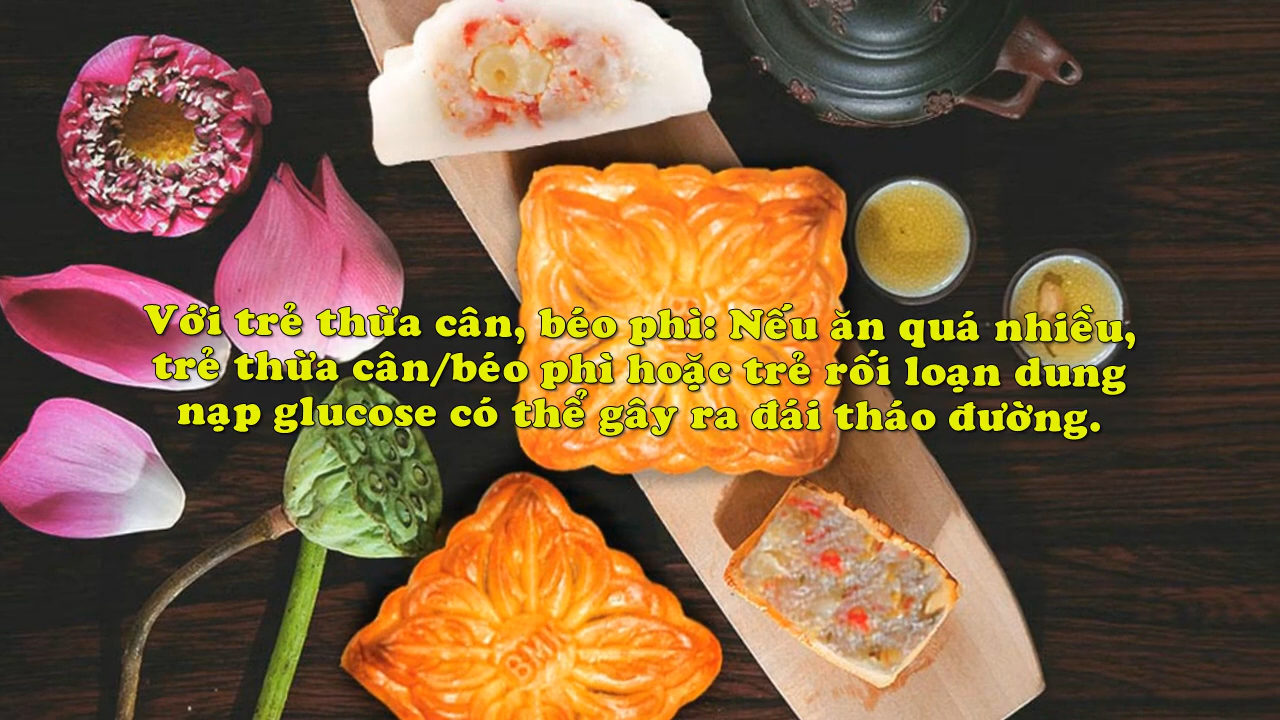 Với trẻ thừa cân, béo phì: Nếu ăn quá nhiều,
trẻ thừa cân/béo phì hoặc trẻ rối loạn dung
nạp glucose có thể gây ra đái tháo đường.